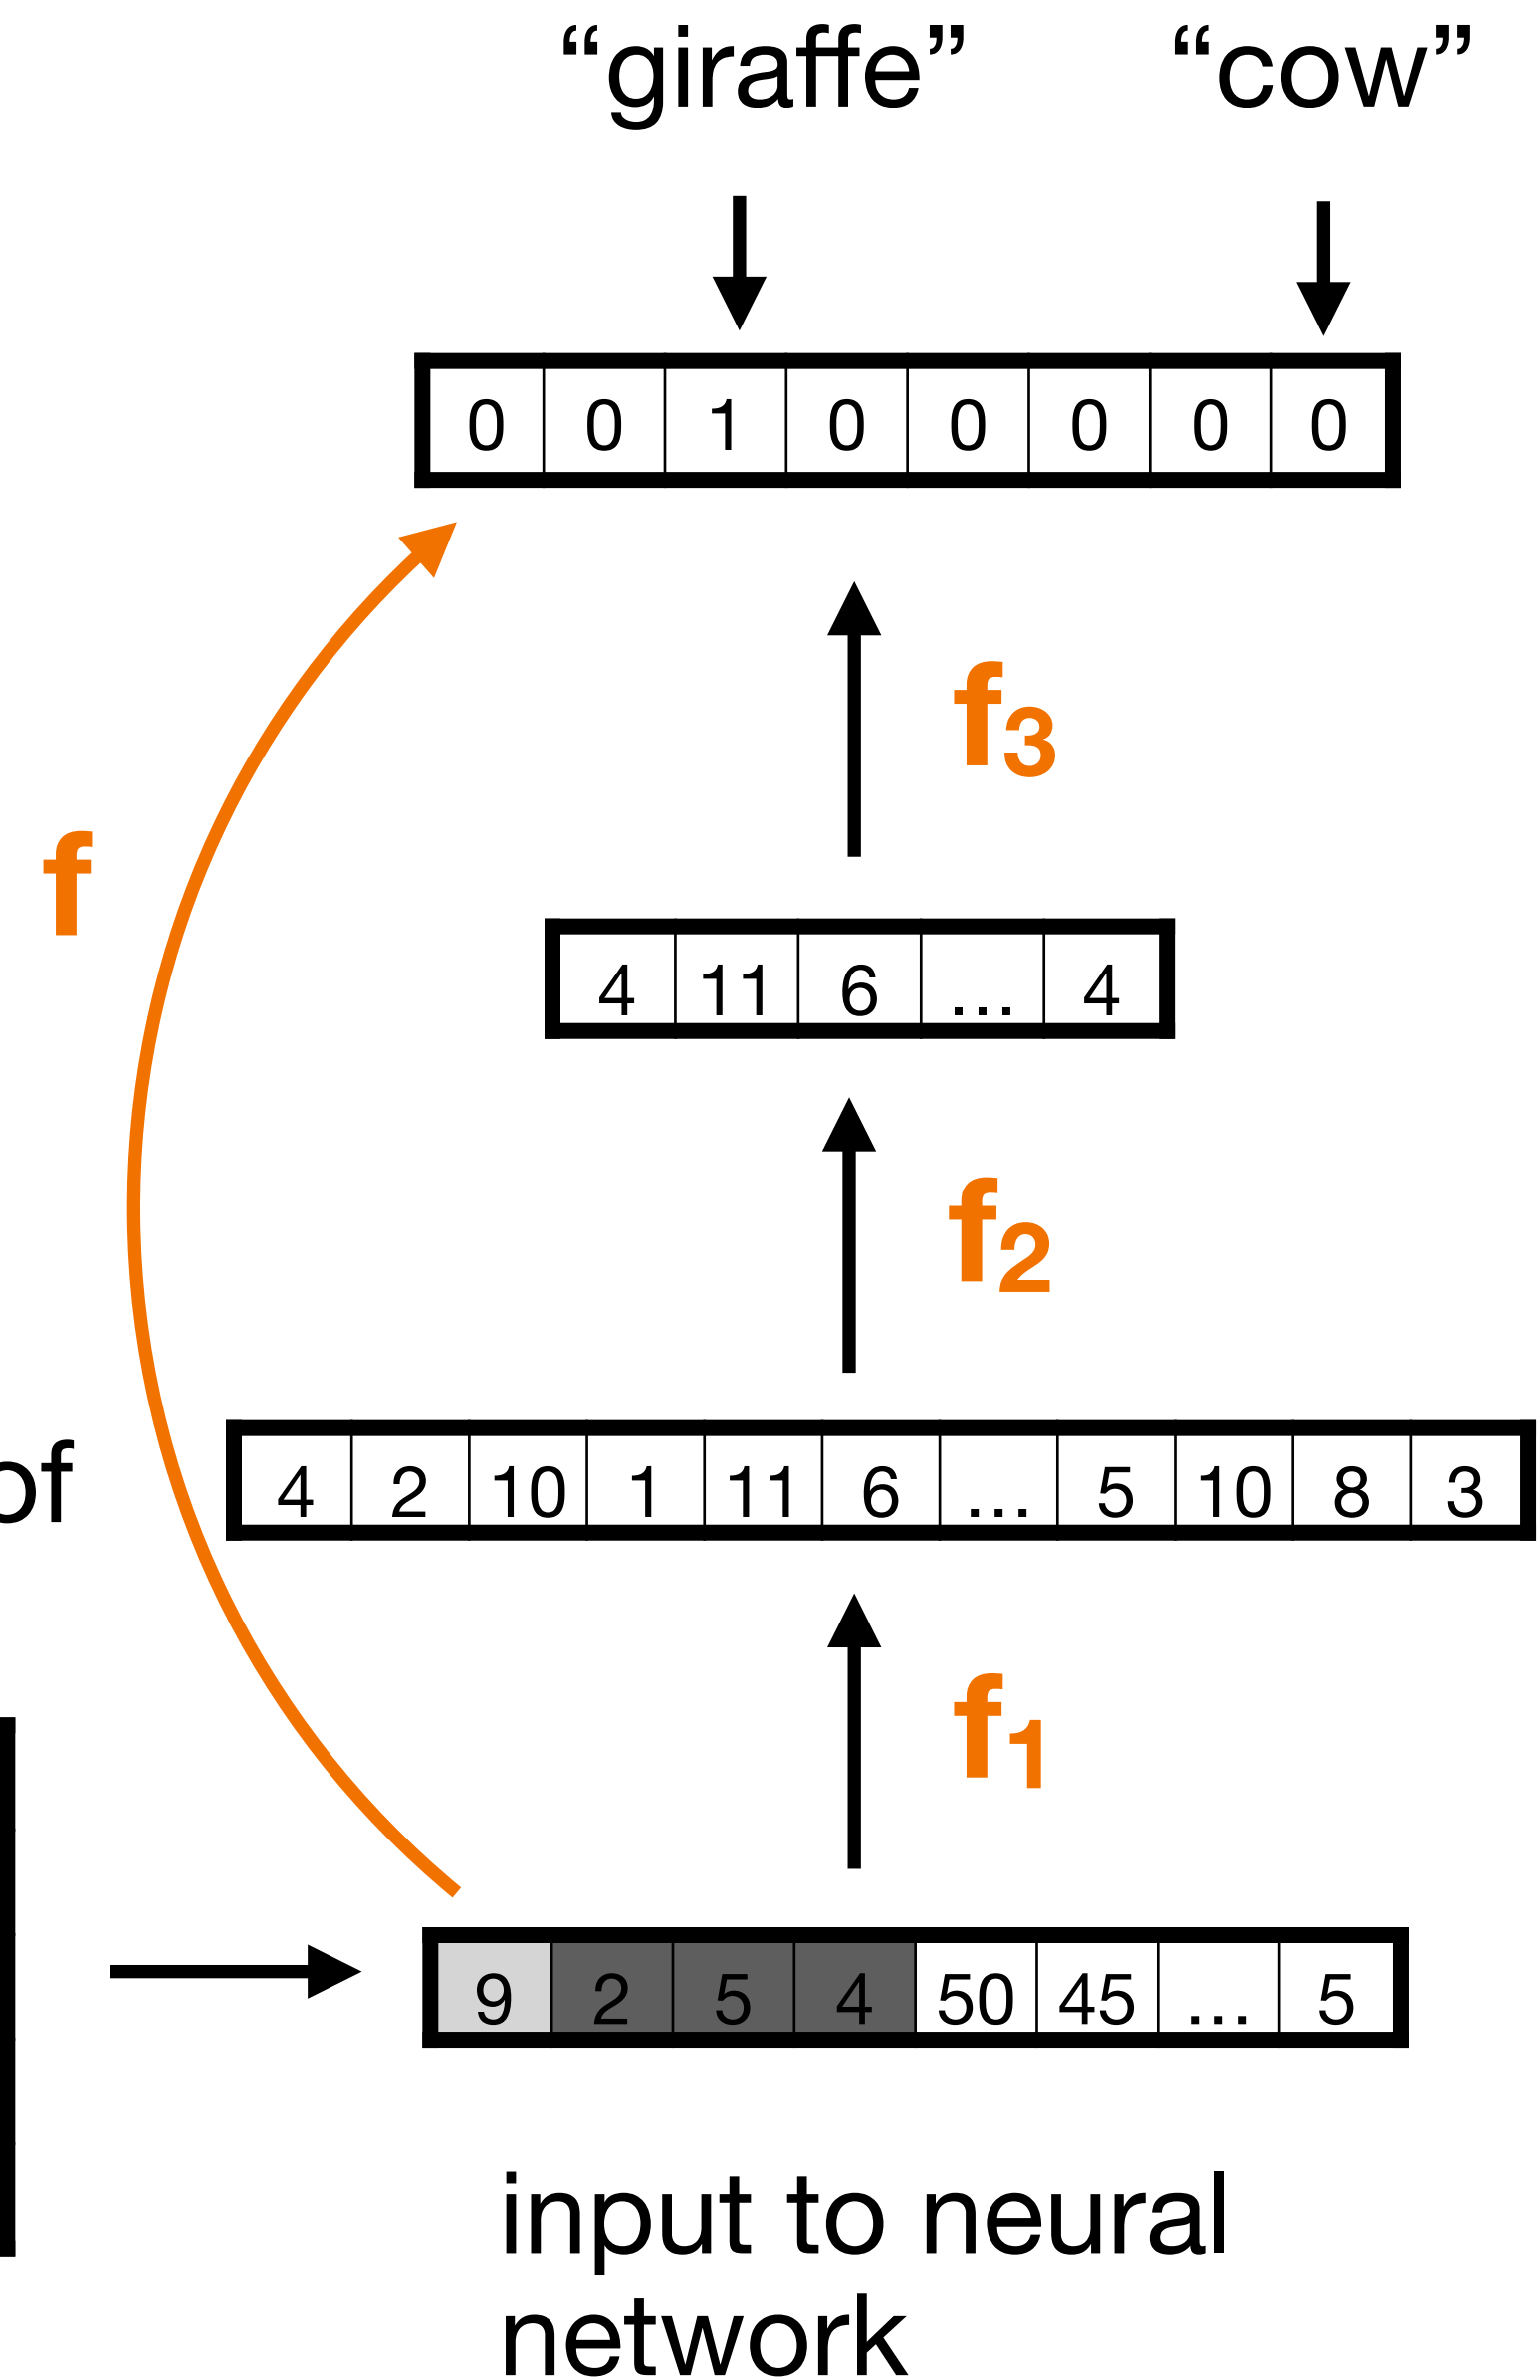 “giraffe” “cow”
0 0 1 0 0 0 0 0
f3
f
4 11 6 ... 4
f2
of
4 2 10 1 11 6 ... 5 10 8 3
f1
9 2 5 4 50 45 ... 5
input to neural
network